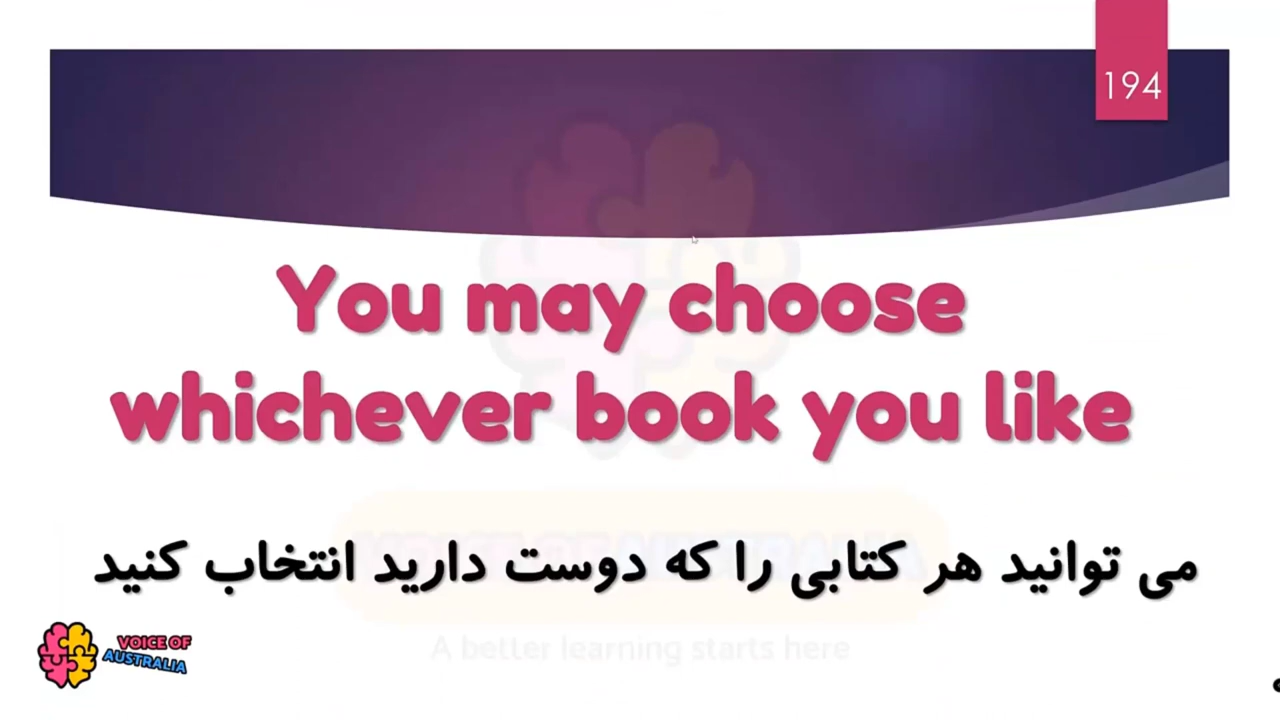 194
You may choose
whichever book you like
می توانید هر کتابی را که دوست دارید انتخاب کنید
A better learning starts here
VOICE OF
AUSTRALIA